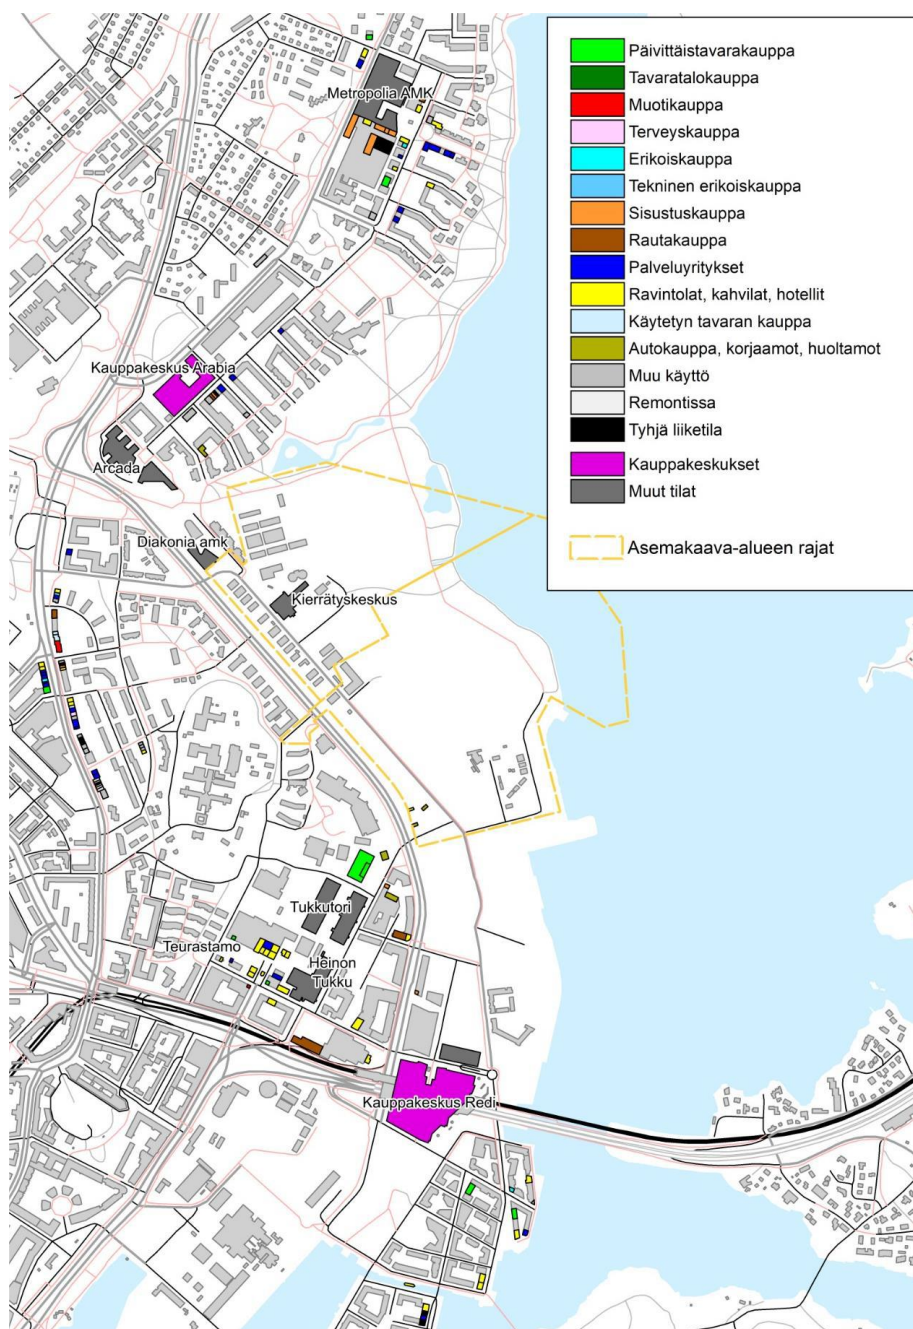 Päivittäistavarakauppa
Tavaratalokauppa
Muotikauppa
Terveyskauppa
Erikoiskauppa
Tekninen erikoiskauppa
Sisustuskauppa
Rautakauppa
Palveluyritykset
Ravintolat, kahvilat, hotellit
Käytetyn tavaran kauppa
Autokauppa, korjaamot, huoltamot
Muu käyttö
Remontissa
Tyhjä liiketila
Kauppakeskukset
Muut tilat
Asemakaava-alueen rajat
Metropolia AMK
Kauppakeskus Arabia
Arcada
Diakonia amk
Kierrätyskeskus
Tukkutori
Teurastamo
Heinon
Tukku
Kauppakeskus Redi